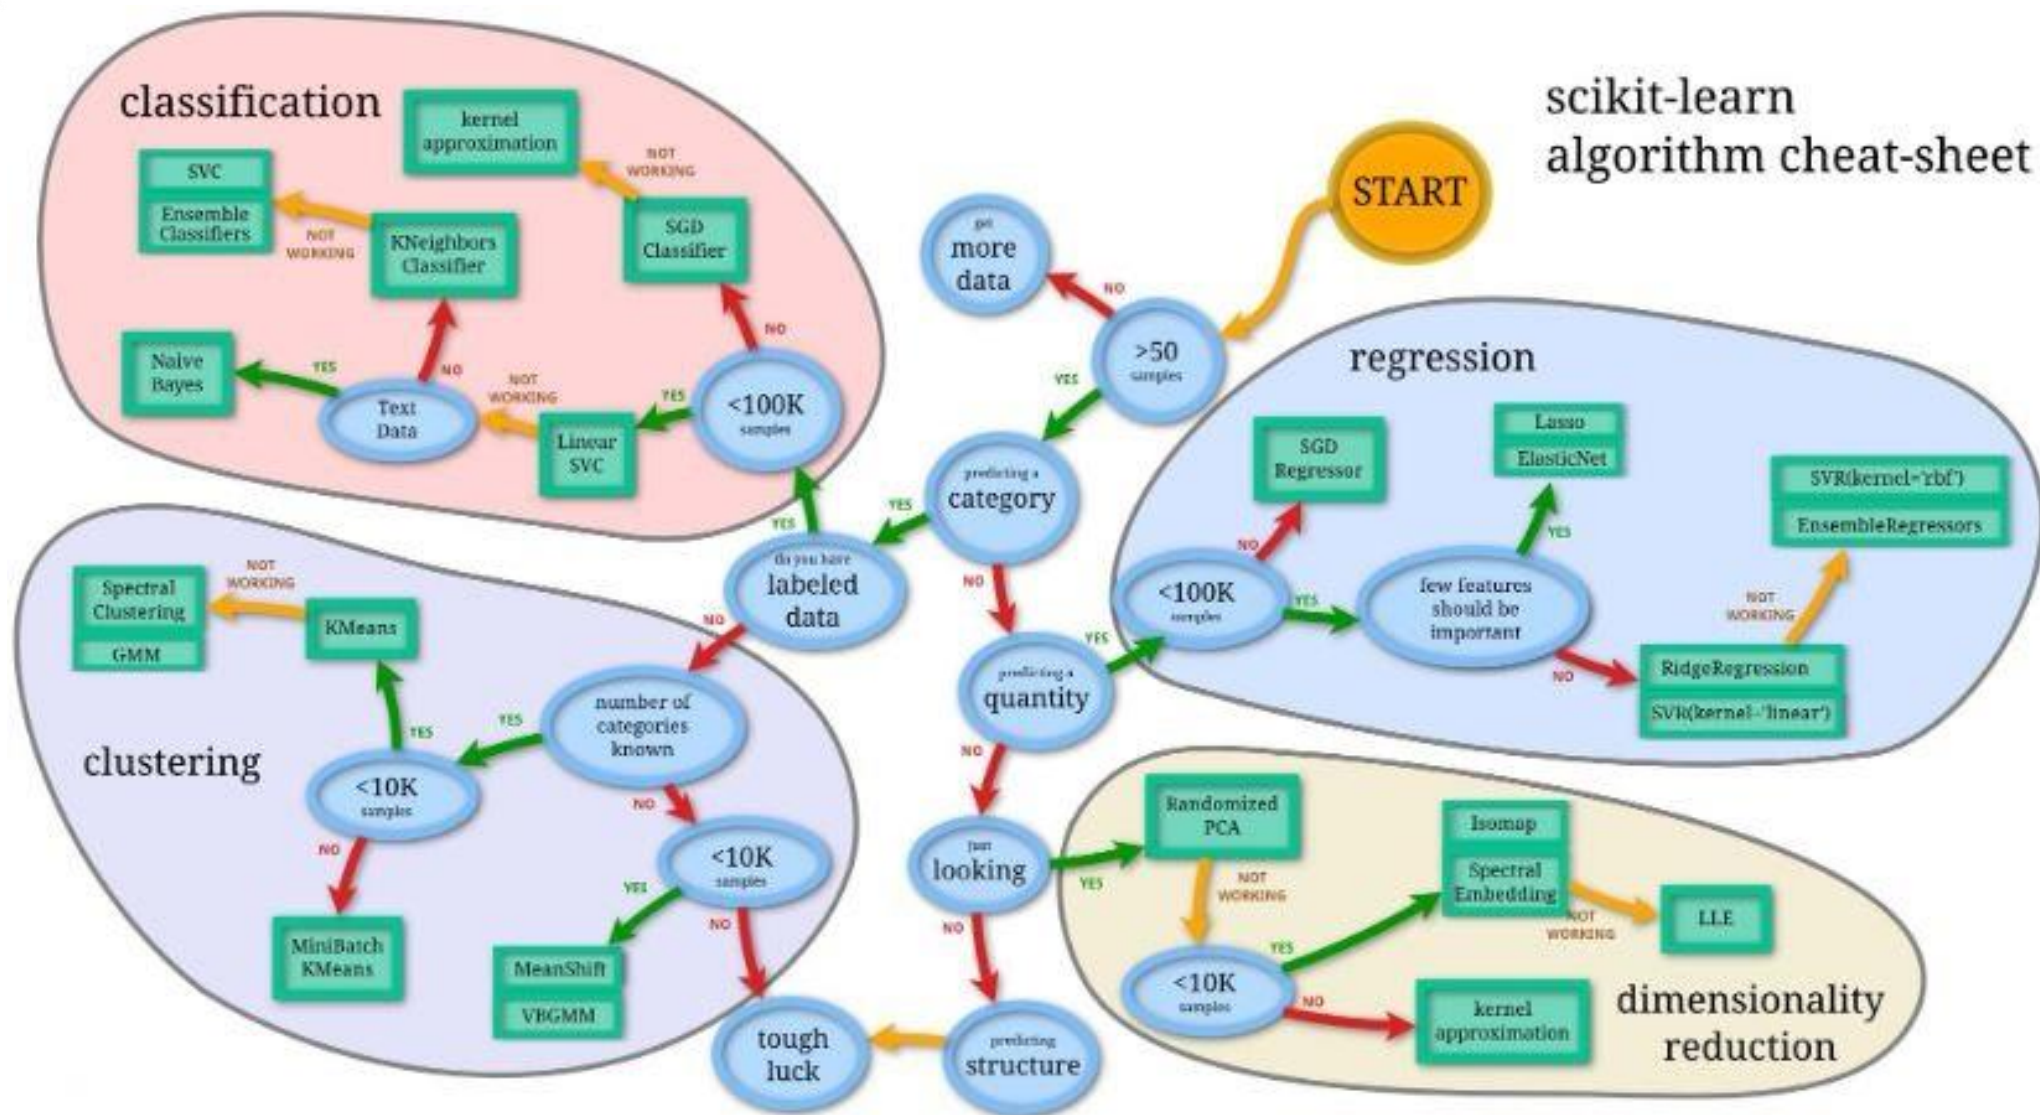 scikit-learn
algorithm cheat-sheet
START
classification
kernel
approximation
NOT
WORKING
SVC
Ensemble
Classifiers
NOT
WORKING
KNeighbors
Classifier
SGD
Classifier
NO
Naive
Bayes
YES
Text
Data
NO
NOT
WORKING
Linear
SVC
YES
<100K
samples
get
more
data
NO
>50
samples
YES
predicting a
category
YES
NO
YES
do you have
labeled
data
NO
predicting a
quantity
YES
NO
just
looking
YES
NO
predicting
structure
tough
luck
regression
SGD
Regressor
NO
<100K
samples
YES
Lasso
ElasticNet
YES
few features
should be
important
NO
SVR(kernel='rbf')
EnsembleRegressors
NOT
WORKING
RidgeRegression
SVR(kernel='linear')
clustering
Spectral
Clustering
GMM
NOT
WORKING
KMeans
YES
<10K
samples
NO
MiniBatch
KMeans
YES
number of
categories
known
NO
<10K
samples
YES
NO
MeanShift
VBGMM
dimensionality
reduction
Randomized
PCA
NOT
WORKING
<10K
samples
YES
NO
Isomap
Spectral
Embedding
NOT
WORKING
LLE
kernel
approximation